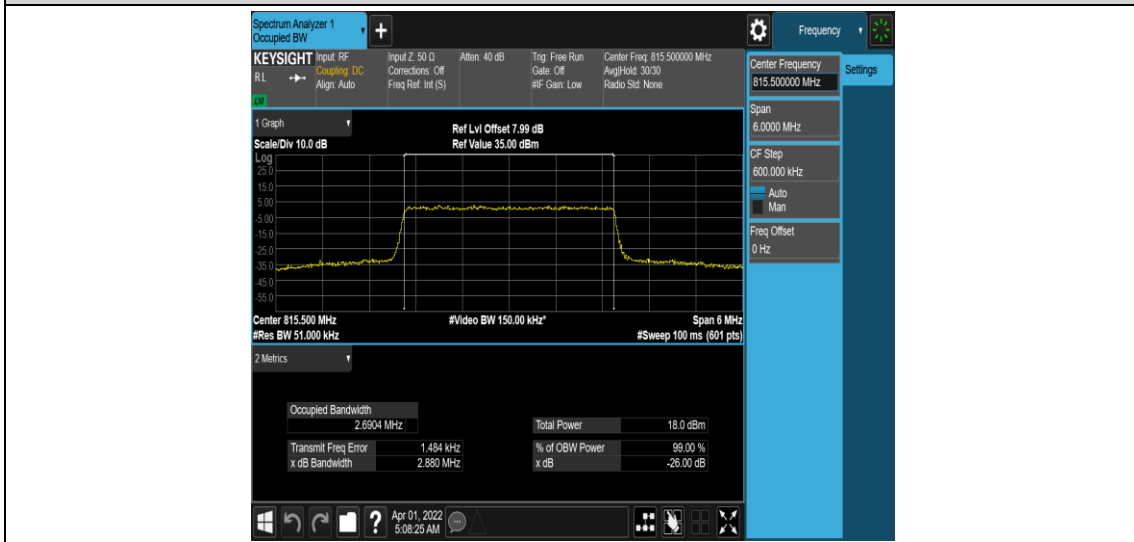 Spectrum Analyzer 1
Occupied BW
+
Frequency
KEYSIGHT
RL
LXI
Input: RF
Coupling: DC
Align: Auto
Input Z: 50 Ω
Corrections: Off
Freq Ref: Int (S)
Atten: 40 dB
Trig: Free Run
Gate: Off
#IF Gain: Low
Center Freq: 815.500000 MHz
Avg|Hold: 30/30
Radio Std: None
Center Frequency
815.500000 MHz
Settings
Span
6.0000 MHz
CF Step
600.000 kHz
Auto
Man
Freq Offset
0 Hz
1 Graph
Scale/Div 10.0 dB
Ref Lvl Offset 7.99 dB
Ref Value 35.00 dBm
Log
25.0
15.0
5.00
-5.00
-15.0
-25.0
-35.0
-45.0
-55.0
Center 815.500 MHz
#Video BW 150.00 kHz*
Span 6 MHz
#Res BW 51.000 kHz
#Sweep 100 ms (601 pts)
2 Metrics
Occupied Bandwidth
2.6904 MHz
Total Power 18.0 dBm
Transmit Freq Error 1.484 kHz
% of OBW Power 99.00 %
x dB Bandwidth 2.880 MHz
x dB -26.00 dB
?
Apr 01, 2022
5:08:25 AM